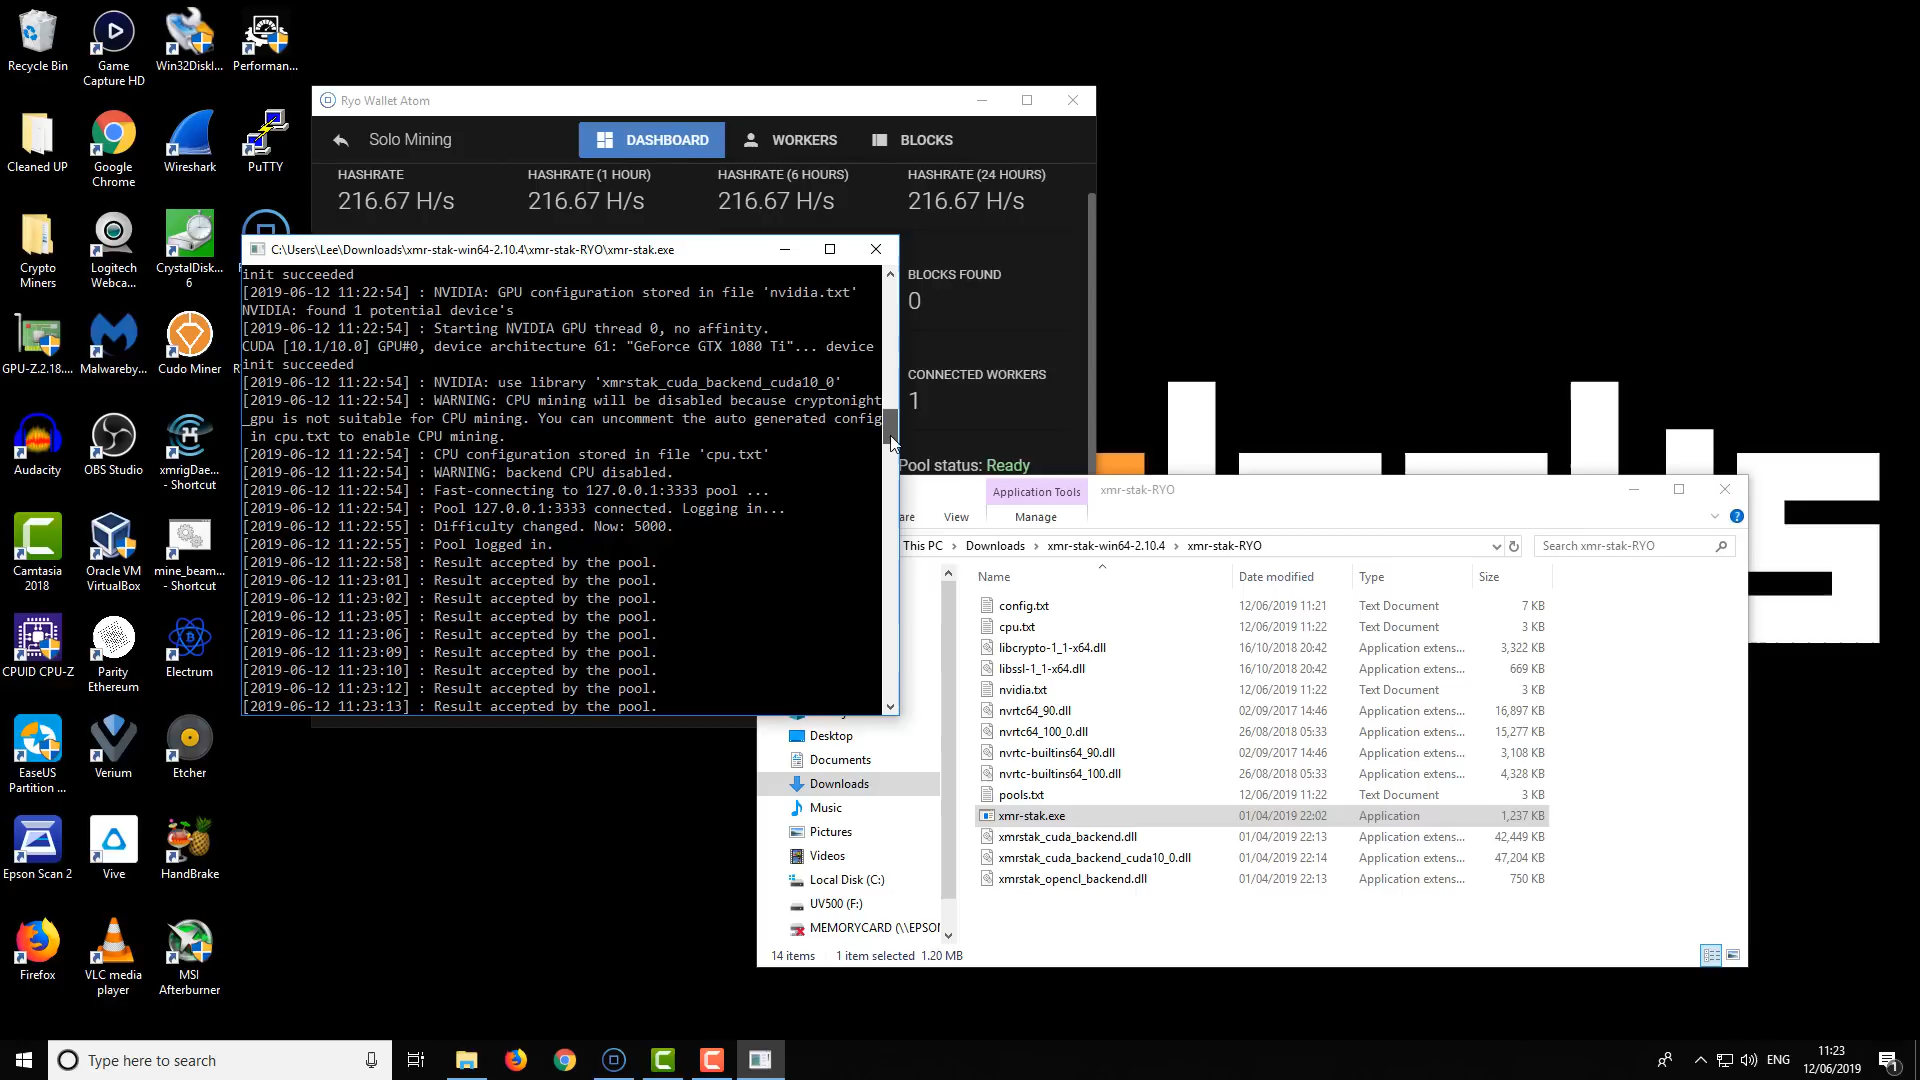 Recycle Bin
Game Capture HD
Win32DiskI...
Performan...
Cleaned UP
Google Chrome
Wireshark
PuTTY
Crypto Miners
Logitech Webca...
CrystalDisk... 6
GPU-Z.2.18....
Malwareby...
Cudo Miner
Audacity
OBS Studio
xmrigDae... - Shortcut
Camtasia 2018
Oracle VM VirtualBox
mine_beam... - Shortcut
CPUID CPU-Z
Parity Ethereum
Electrum
EaseUS Partition ...
Verium
Etcher
Epson Scan 2
Vive
HandBrake
Firefox
VLC media player
MSI Afterburner
Ryo Wallet Atom
Solo Mining
DASHBOARD
WORKERS
BLOCKS
HASHRATE
HASHRATE (1 HOUR)
HASHRATE (6 HOURS)
HASHRATE (24 HOURS)
216.67 H/s
216.67 H/s
216.67 H/s
216.67 H/s
BLOCKS FOUND
0
CONNECTED WORKERS
1
Pool status: Ready
C:\Users\Lee\Downloads\xmr-stak-win64-2.10.4\xmr-stak-RYO\xmr-stak.exe
init succeeded
[2019-06-12 11:22:54] : NVIDIA: GPU configuration stored in file 'nvidia.txt'
NVIDIA: found 1 potential device's
[2019-06-12 11:22:54] : Starting NVIDIA GPU thread 0, no affinity.
CUDA [10.1/10.0] GPU#0, device architecture 61: "GeForce GTX 1080 Ti"... device
init succeeded
[2019-06-12 11:22:54] : NVIDIA: use library 'xmrstak_cuda_backend_cuda10_0'
[2019-06-12 11:22:54] : WARNING: CPU mining will be disabled because cryptonight
_gpu is not suitable for CPU mining. You can uncomment the auto generated config
in cpu.txt to enable CPU mining.
[2019-06-12 11:22:54] : CPU configuration stored in file 'cpu.txt'
[2019-06-12 11:22:54] : WARNING: backend CPU disabled.
[2019-06-12 11:22:54] : Fast-connecting to 127.0.0.1:3333 pool ...
[2019-06-12 11:22:54] : Pool 127.0.0.1:3333 connected. Logging in...
[2019-06-12 11:22:55] : Difficulty changed. Now: 5000.
[2019-06-12 11:22:55] : Pool logged in.
[2019-06-12 11:22:58] : Result accepted by the pool.
[2019-06-12 11:23:01] : Result accepted by the pool.
[2019-06-12 11:23:02] : Result accepted by the pool.
[2019-06-12 11:23:05] : Result accepted by the pool.
[2019-06-12 11:23:06] : Result accepted by the pool.
[2019-06-12 11:23:09] : Result accepted by the pool.
[2019-06-12 11:23:10] : Result accepted by the pool.
[2019-06-12 11:23:12] : Result accepted by the pool.
[2019-06-12 11:23:13] : Result accepted by the pool.
Application Tools
xmr-stak-RYO
are
View
Manage
This PC > Downloads > xmr-stak-win64-2.10.4 > xmr-stak-RYO
Search xmr-stak-RYO
Name Date modified Type Size
config.txt 12/06/2019 11:21 Text Document 7 KB
cpu.txt 12/06/2019 11:22 Text Document 3 KB
libcrypto-1_1-x64.dll 16/10/2018 20:42 Application extens... 3,322 KB
libssl-1_1-x64.dll 16/10/2018 20:42 Application extens... 669 KB
nvidia.txt 12/06/2019 11:22 Text Document 3 KB
nvrtc64_90.dll 02/09/2017 14:46 Application extens... 16,897 KB
nvrtc64_100_0.dll 26/08/2018 05:33 Application extens... 15,277 KB
nvrtc-builtins64_90.dll 02/09/2017 14:46 Application extens... 3,108 KB
nvrtc-builtins64_100.dll 26/08/2018 05:33 Application extens... 4,328 KB
pools.txt 12/06/2019 11:22 Text Document 3 KB
xmr-stak.exe 01/04/2019 22:02 Application 1,237 KB
xmrstak_cuda_backend.dll 01/04/2019 22:13 Application extens... 42,449 KB
xmrstak_cuda_backend_cuda10_0.dll 01/04/2019 22:14 Application extens... 47,204 KB
xmrstak_opencl_backend.dll 01/04/2019 22:13 Application extens... 750 KB
Desktop
Documents
Downloads
Music
Pictures
Videos
Local Disk (C:)
UV500 (F:)
MEMORYCARD (\\EPSO
14 items 1 item selected 1.20 MB
Type here to search
ENG
11:23
12/06/2019
1